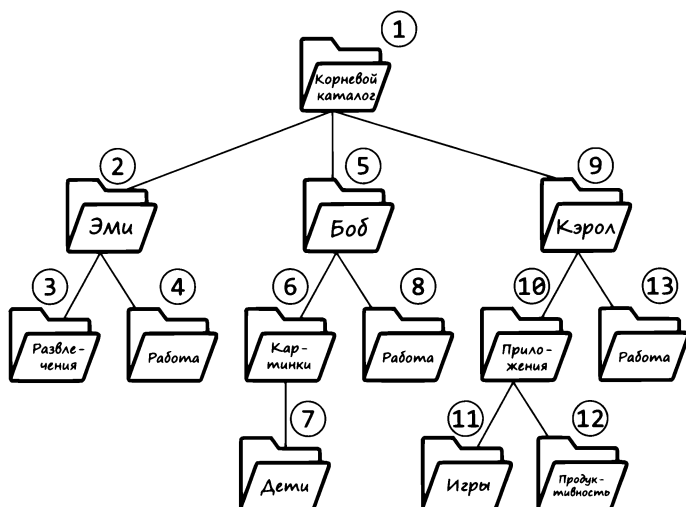 1
Корневой
каталог
2
5
9
Эми
Боб
Кэрол
3
4
6
8
10
13
Развле-
чения
Работа
Кар-
тинки
Работа
Прило-
жения
Работа
7
11
12
Дети
Игры
Продук-
тивность